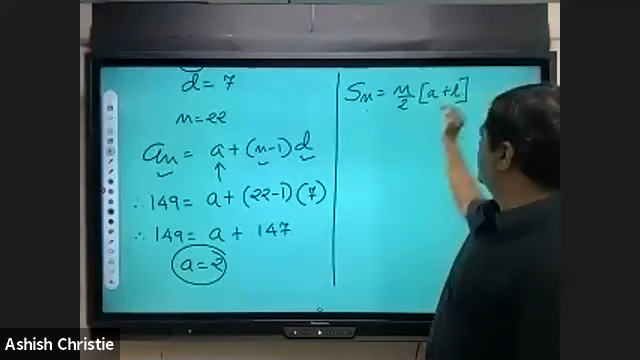 d = 7
n = 22
an = a + (n-1) d
∴ 149 = a + (22-1) (7)
∴ 149 = a + 147
a = 2
Sn = n/2 [a + l]
Ashish Christie